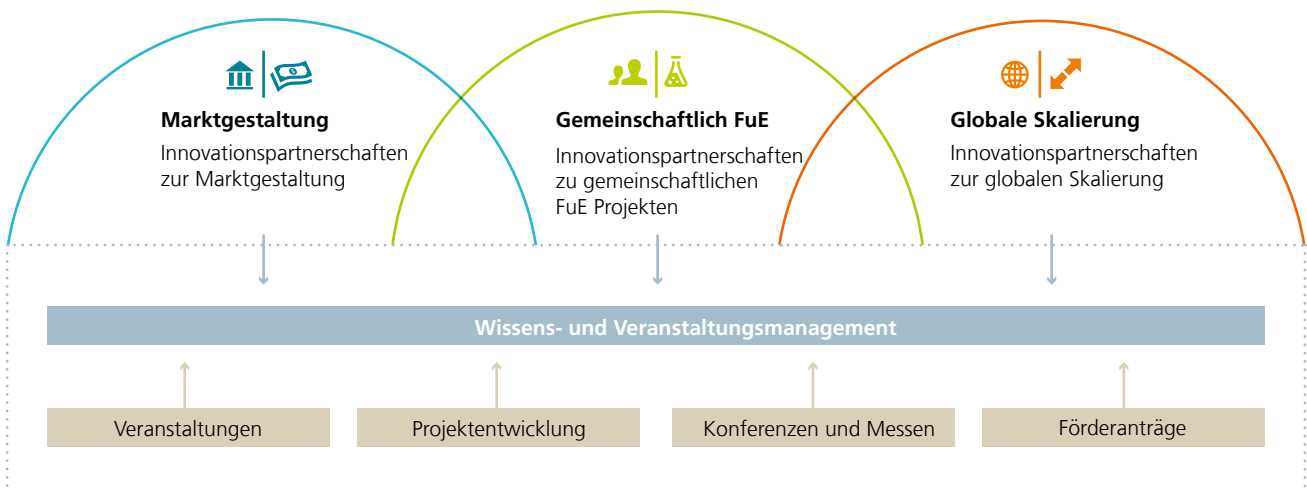 Marktgestaltung
Innovationspartnerschaften
zur Marktgestaltung
Gemeinschaftlich FuE
Innovationspartnerschaften
zu gemeinschaftlichen
FuE Projekten
Globale Skalierung
Innovationspartnerschaften
zur globalen Skalierung
Wissens- und Veranstaltungsmanagement
Veranstaltungen
Projektentwicklung
Konferenzen und Messen
Förderanträge